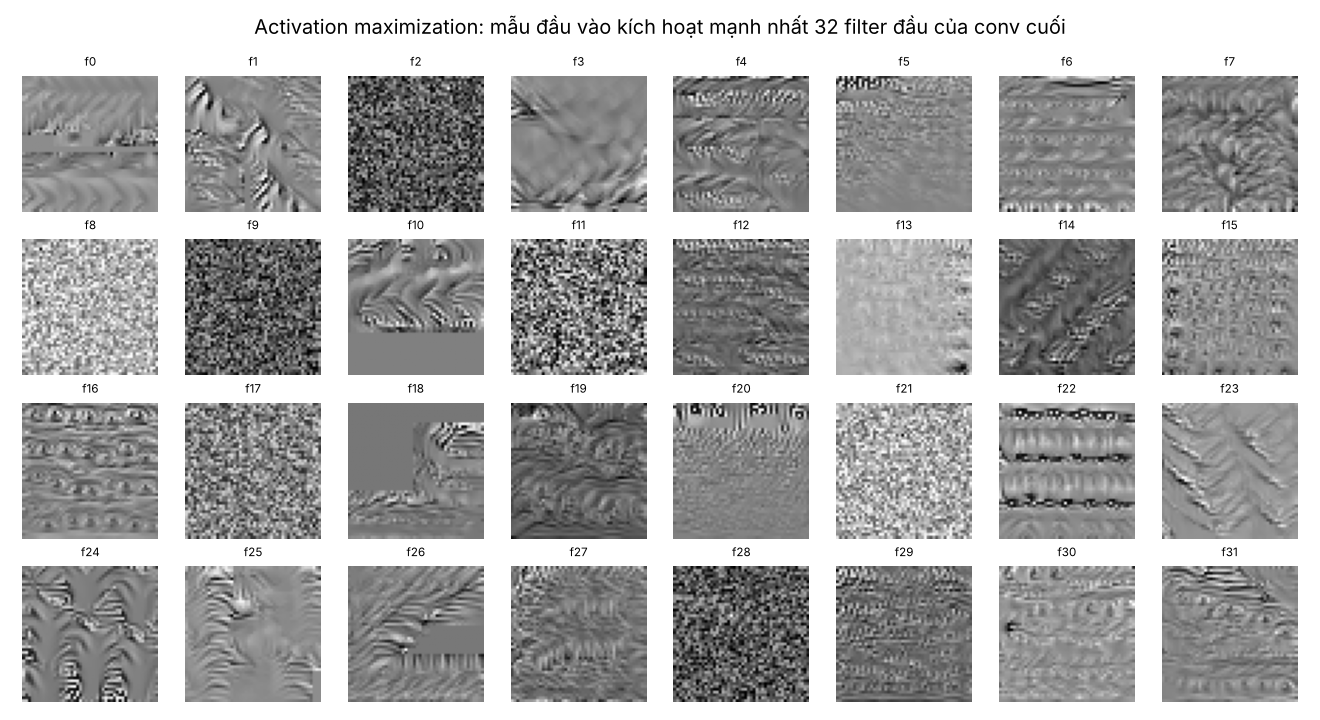 Activation maximization: mẫu đầu vào kích hoạt mạnh nhất 32 filter đầu của conv cuối
f0 f1 f2 f3 f4 f5 f6 f7
f8 f9 f10 f11 f12 f13 f14 f15
f16 f17 f18 f19 f20 f21 f22 f23
f24 f25 f26 f27 f28 f29 f30 f31